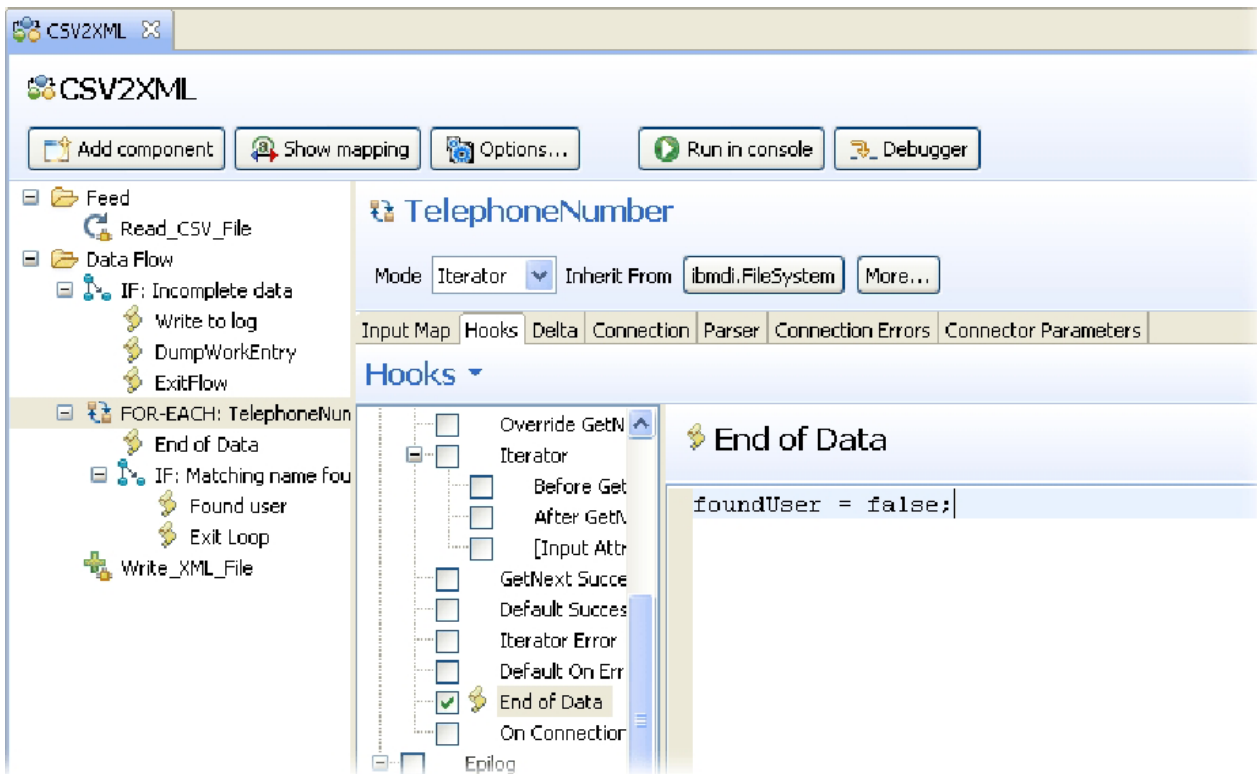 CSV2XML
CSV2XML
Add component Show mapping Options... Run in console Debugger
Feed
Read_CSV_File
Data Flow
IF: Incomplete data
Write to log
DumpWorkEntry
ExitFlow
FOR-EACH: TelephoneNun
End of Data
IF: Matching name fou
Found user
Exit Loop
Write_XML_File
TelephoneNumber
Mode Iterator Inherit From ibmdi.FileSystem More...
Input Map Hooks Delta Connection Parser Connection Errors Connector Parameters
Hooks
Override GetN
Iterator
Before Get
After GetN
[Input Attr
GetNext Succe
Default Succes
Iterator Error
Default On Err
End of Data
On Connection
Epilog
End of Data
foundUser = false;